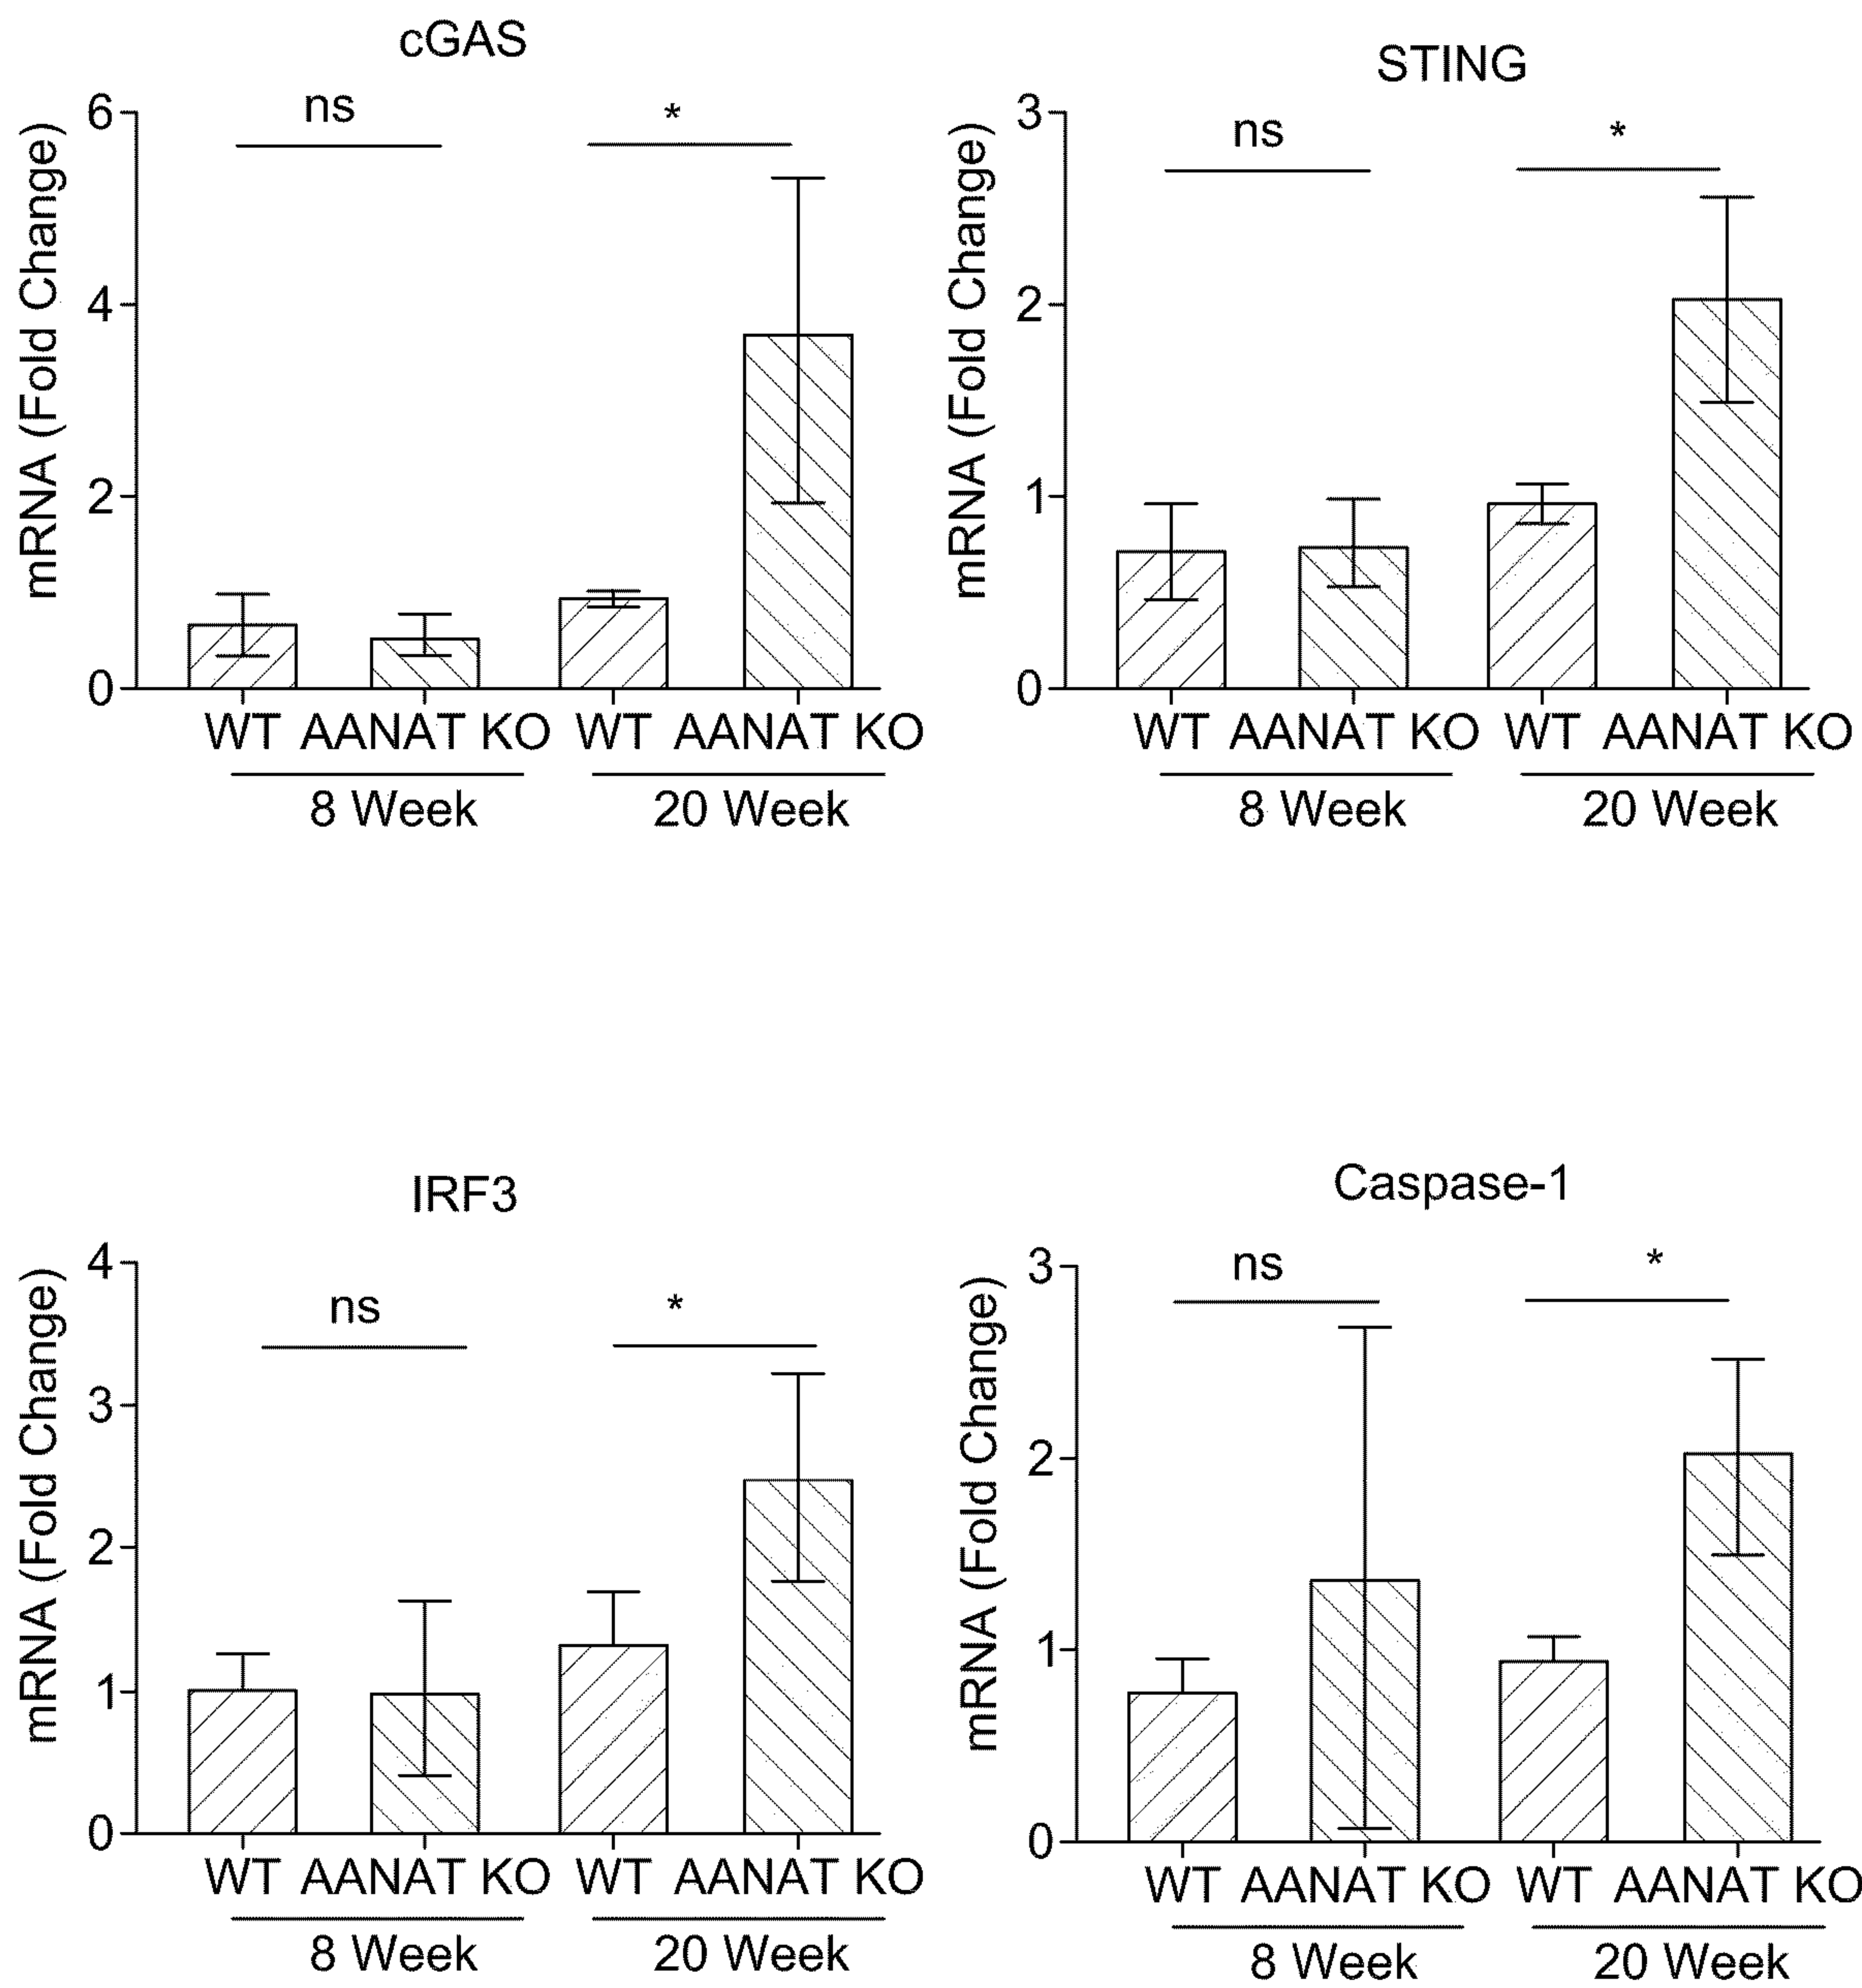 cGAS
mRNA (Fold Change)
6
4
2
0
ns
*
WT AANAT KO WT AANAT KO
8 Week 20 Week
STING
mRNA (Fold Change)
3
2
1
0
ns
*
WT AANAT KO WT AANAT KO
8 Week 20 Week
IRF3
mRNA (Fold Change)
4
3
2
1
0
ns
*
WT AANAT KO WT AANAT KO
8 Week 20 Week
Caspase-1
mRNA (Fold Change)
3
2
1
0
ns
*
WT AANAT KO WT AANAT KO
8 Week 20 Week